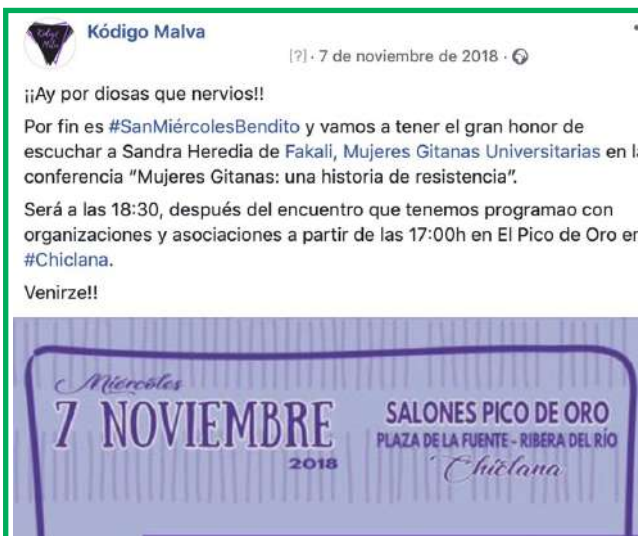 Kódigo Malva
[?] · 7 de noviembre de 2018 ·
¡¡Ay por diosas que nervios!!
Por fin es #SanMiércolesBendito y vamos a tener el gran honor de
escuchar a Sandra Heredia de Fakali, Mujeres Gitanas Universitarias en la
conferencia “Mujeres Gitanas: una historia de resistencia”.
Será a las 18:30, después del encuentro que tenemos programao con
organizaciones y asociaciones a partir de las 17:00h en El Pico de Oro en
#Chiclana.
Venirze!!
Miércoles
7 NOVIEMBRE
2018
SALONES PICO DE ORO
PLAZA DE LA FUENTE - RIBERA DEL RÍO
Chiclana